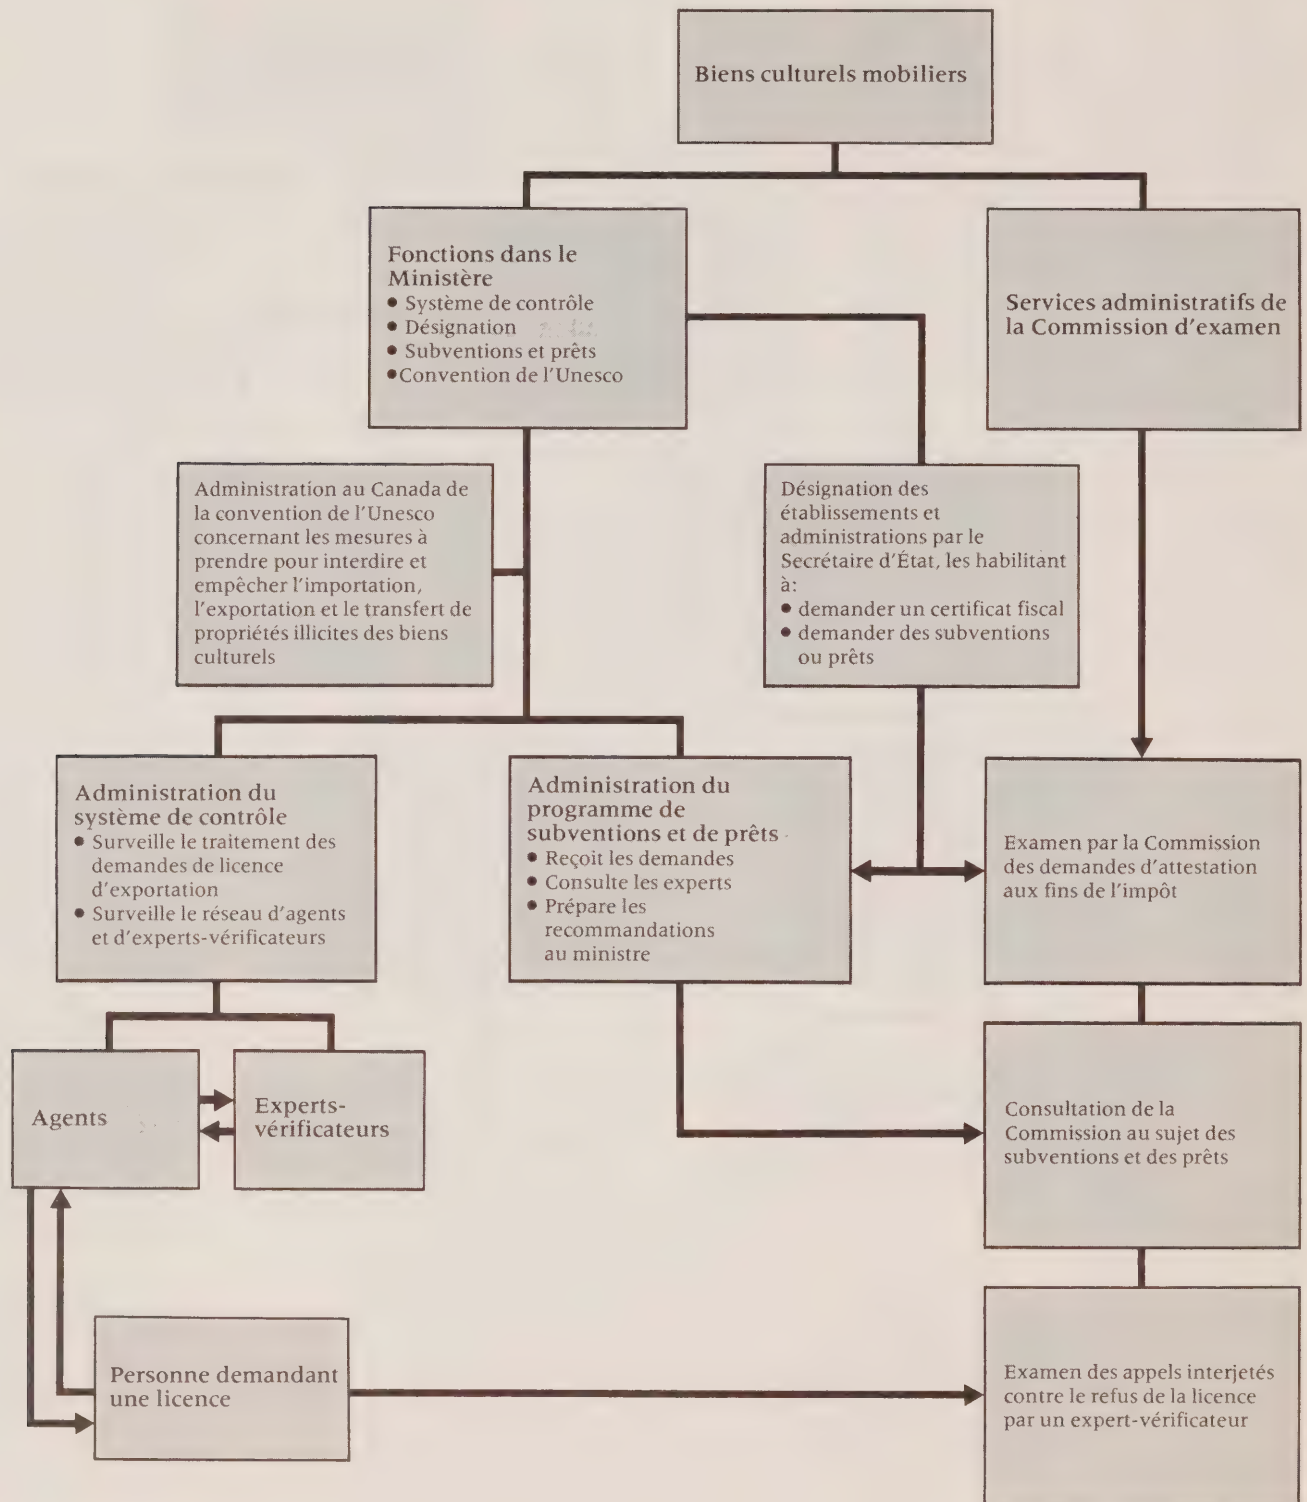 Biens culturels mobiliers
Fonctions dans le
Ministère
● Système de contrôle
● Désignation
● Subventions et prêts
●Convention de l'Unesco
Services administratifs de
la Commission d'examen
Administration au Canada de
la convention de l'Unesco
concernant les mesures à
prendre pour interdire et
empêcher l'importation,
l'exportation et le transfert de
propriétés illicites des biens
culturels
Désignation des
établissements et
administrations par le
Secrétaire d'État, les habilitant
à:
● demander un certificat fiscal
● demander des subventions
ou prêts
Administration du
système de contrôle
● Surveille le traitement des
demandes de licence
d'exportation
● Surveille le réseau d'agents
et d'experts-vérificateurs
Administration du
programme de
subventions et de prêts
● Reçoit les demandes
● Consulte les experts
● Prépare les
recommandations
au ministre
Examen par la Commission
des demandes d'attestation
aux fins de l'impôt
Agents
Experts-
vérificateurs
Consultation de la
Commission au sujet des
subventions et des prêts
Personne demandant
une licence
Examen des appels interjetés
contre le refus de la licence
par un expert-vérificateur